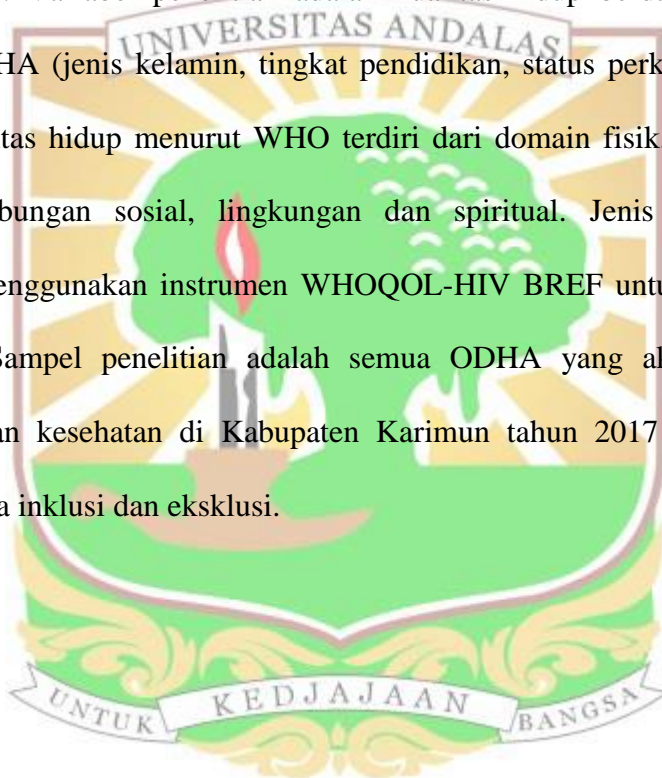 UNIVERSITAS ANDALAS
HA (jenis kelamin, tingkat pendidikan, status perk
tas hidup menurut WHO terdiri dari domain fisik
bungan sosial, lingkungan dan spiritual. Jenis
enggunakan instrumen WHOQOL-HIV BREF untu
Sampel penelitian adalah semua ODHA yang ak
an kesehatan di Kabupaten Karimun tahun 2017
a inklusi dan eksklusi.
UNTUK KEDJAJAAN BANGSA